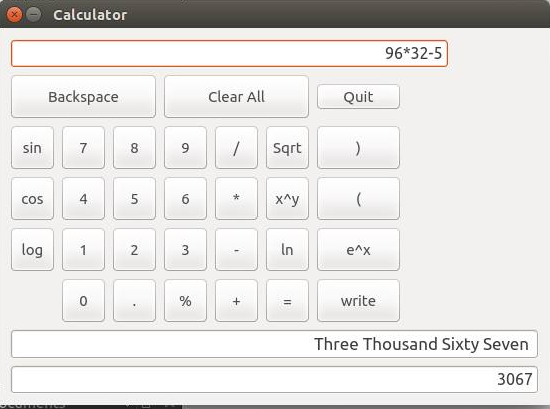 Calculator
96*32-5
Backspace Clear All Quit
sin 7 8 9 / Sqrt )
cos 4 5 6 * x^y (
log 1 2 3 - ln e^x
0 . % + = write
Three Thousand Sixty Seven
3067